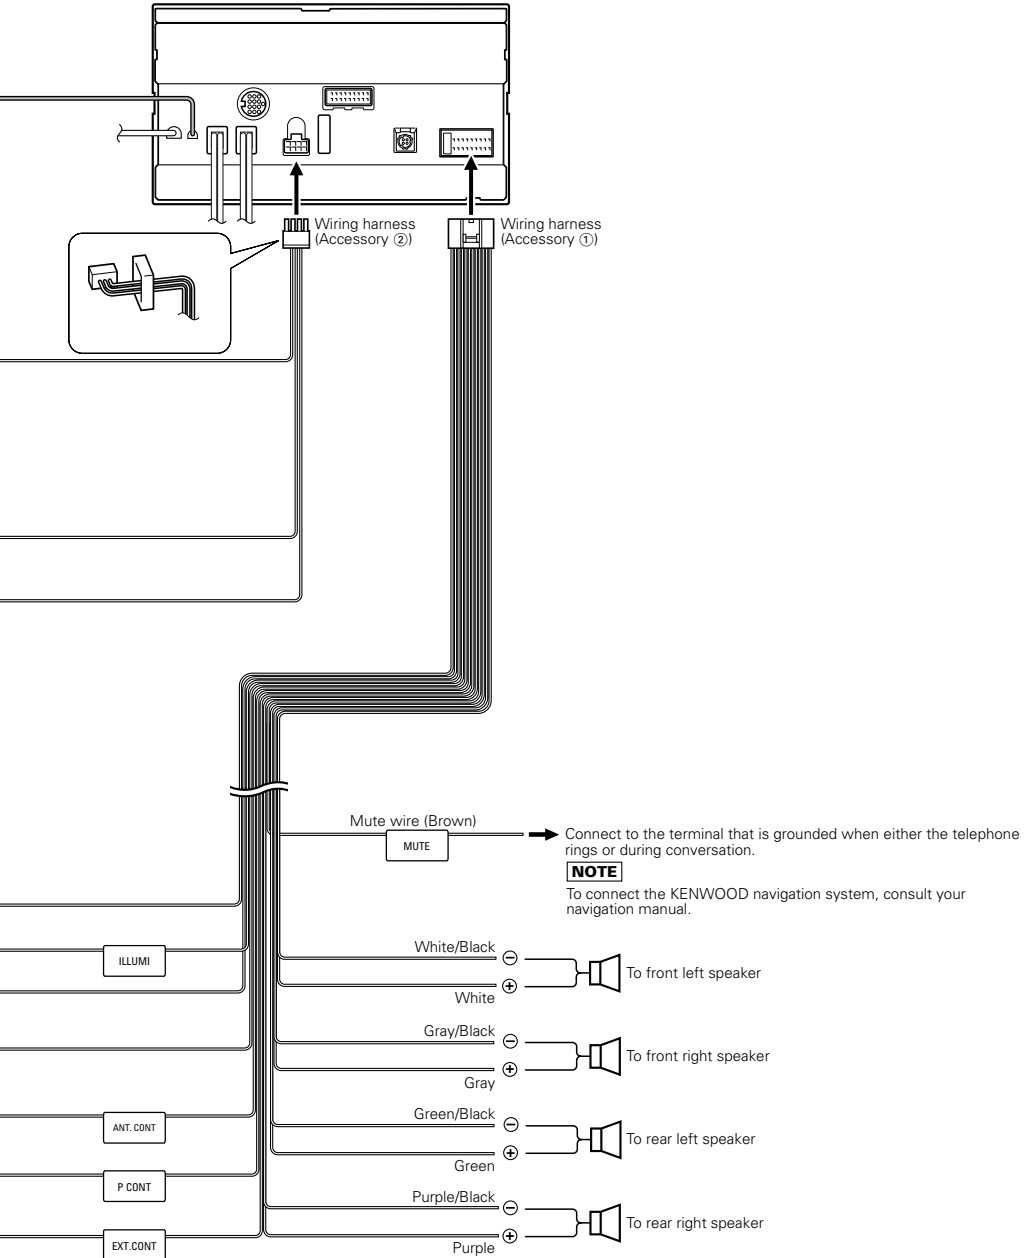 Wiring harness
(Accessory ②)
Wiring harness
(Accessory ①)
Mute wire (Brown)
MUTE
Connect to the terminal that is grounded when either the telephone
rings or during conversation.
NOTE
To connect the KENWOOD navigation system, consult your
navigation manual.
ILLUMI
White/Black
⊖
To front left speaker
⊕
White
Gray/Black
⊖
To front right speaker
⊕
Gray
ANT. CONT
Green/Black
⊖
To rear left speaker
⊕
Green
P CONT
Purple/Black
⊖
To rear right speaker
⊕
Purple
EXT.CONT